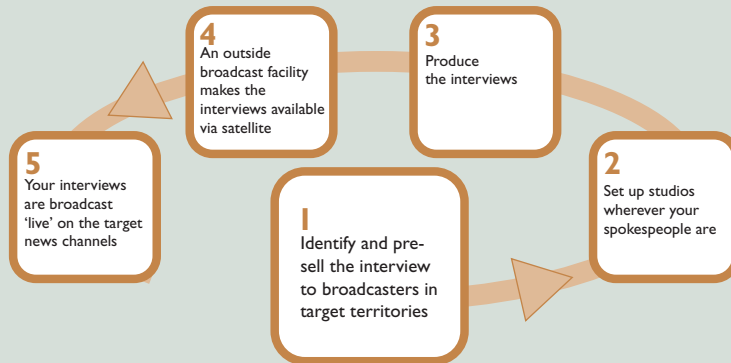 1
Identify and pre-
sell the interview
to broadcasters in
target territories
2
Set up studios
wherever your
spokespeople are
3
Produce
the interviews
4
An outside
broadcast facility
makes the
interviews available
via satellite
5
Your interviews
are broadcast
‘live’ on the target
news channels